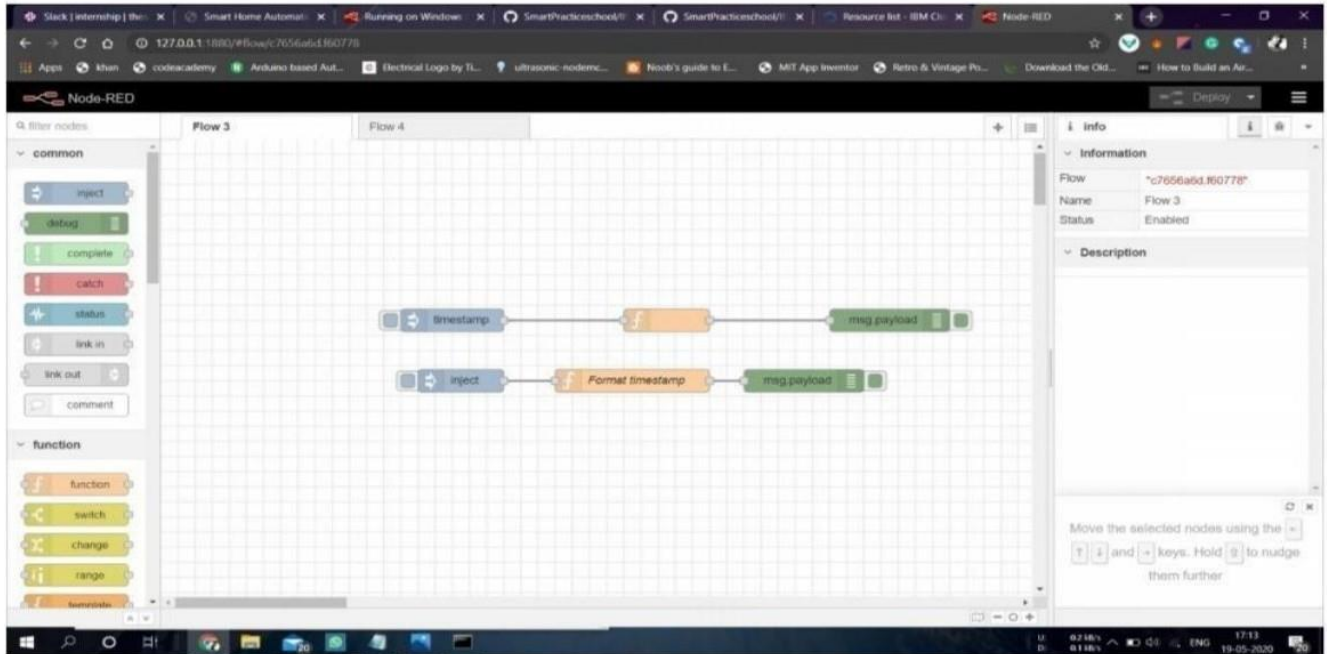 Slack | internship | the
Smart Home Automati
Running on Windows
SmartPracticeschool/
SmartPracticeschool/
Resource list - IBM Cl
Node-RED
127.0.0.1:1880/#flow/c7656a6d.f60778
Apps
khan
codeacademy
Arduino based Aut...
Electrical Logo by Ti...
ultrasonic-nodemc...
Noob's guide to E...
MIT App Inventor
Retro & Vintage Po...
Download the Old...
How to Build an Air...
Node-RED
Deploy
filter nodes
Flow 3
Flow 4
info
common
Information
inject
Flow "c7656a6d.f60778"
Name Flow 3
debug
Status Enabled
complete
Description
catch
status
timestamp
msg.payload
link in
link out
inject
Format timestamp
msg.payload
comment
function
function
switch
change
range
template
Move the selected nodes using the ←
↑ ↓ and → keys. Hold ⇧ to nudge
them further
U:
D:
ENG
17:13
19-05-2020
20
20